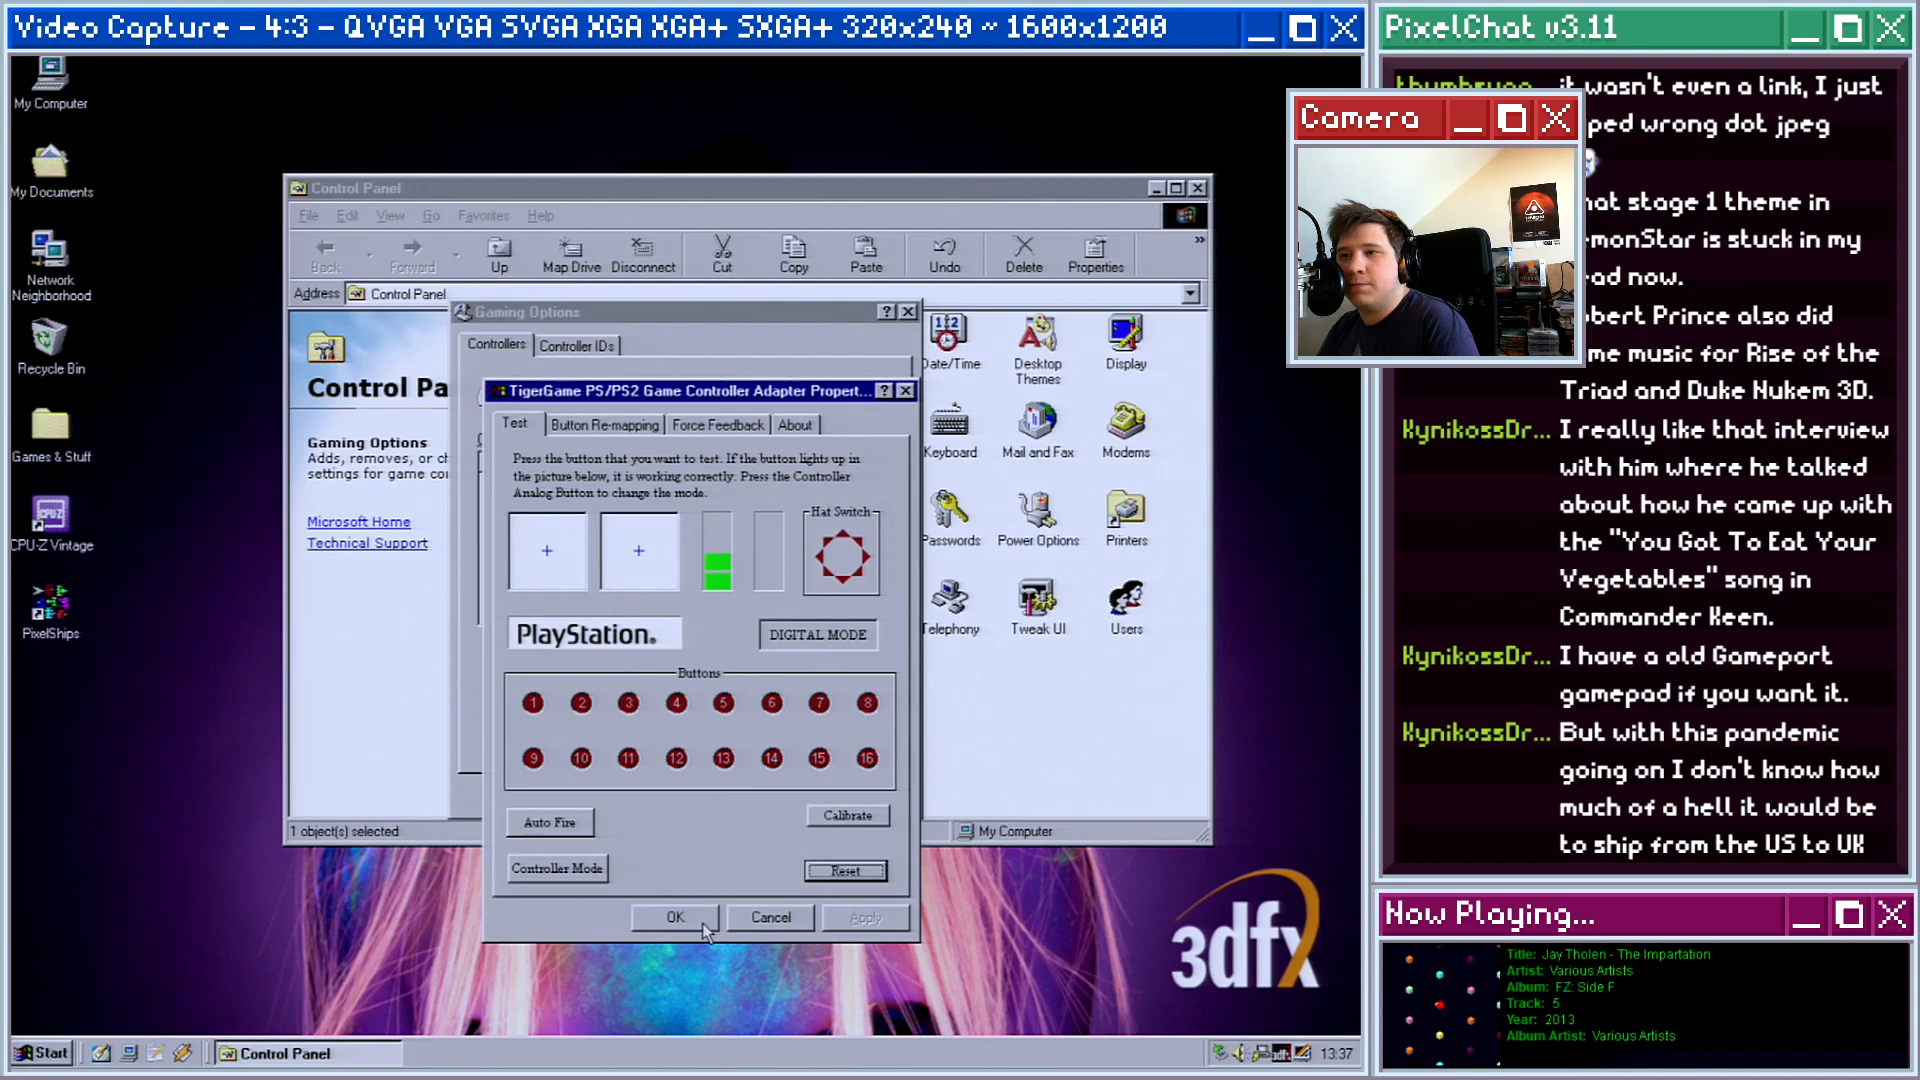 Video Capture - 4:3 - QVGA VGA SVGA XGA XGA+ SXGA+ 320x240 ~ 1600x1200
My Computer
My Documents
Network
Neighborhood
Recycle Bin
Games & Stuff
CPU-Z Vintage
PixelShips
Control Panel
File Edit View Go Favorites Help
Back Forward Up Map Drive Disconnect Cut Copy Paste Undo Delete Properties
Address Control Panel
Control Pa
Gaming Options
Adds, removes, or ch
settings for game con
Microsoft Home
Technical Support
Date/Time
Desktop
Themes
Display
Keyboard
Mail and Fax
Modems
Passwords
Power Options
Printers
Telephony
Tweak UI
Users
1 object(s) selected
My Computer
Gaming Options
Controllers
Controller IDs
TigerGame PS/PS2 Game Controller Adapter Propert...
Test
Button Re-mapping
Force Feedback
About
Press the button that you want to test. If the button lights up in
the picture below, it is working correctly. Press the Controller
Analog Button to change the mode.
Hat Switch
PlayStation.
DIGITAL MODE
Buttons
1 2 3 4 5 6 7 8
9 10 11 12 13 14 15 16
Auto Fire
Calibrate
Controller Mode
Reset
OK
Cancel
Apply
3dfx
Start
Control Panel
3dfx
13:37
Camera
PixelChat v3.11
it wasn't even a link, I just
ped wrong dot jpeg
hat stage 1 theme in
monStar is stuck in my
ead now.
bert Prince also did
me music for Rise of the
Triad and Duke Nukem 3D.
KynikossDr... I really like that interview
with him where he talked
about how he came up with
the "You Got To Eat Your
Vegetables" song in
Commander Keen.
KynikossDr... I have a old Gameport
gamepad if you want it.
KynikossDr... But with this pandemic
going on I don't know how
much of a hell it would be
to ship from the US to UK
Now Playing...
Title: Jay Tholen - The Impartation
Artist: Various Artists
Album: FZ: Side F
Track: 5
Year: 2013
Album Artist: Various Artists